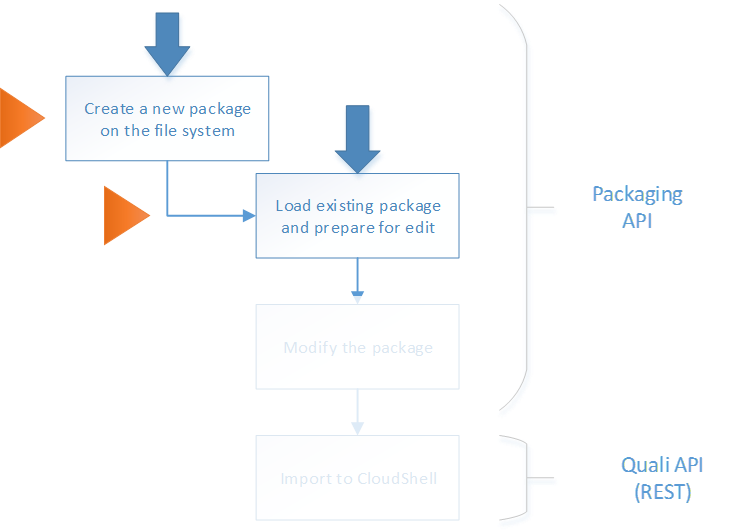 Create a new package
on the file system
Load existing package
and prepare for edit
Packaging
API
Modify the package
Import to CloudShell
Quali API
(REST)